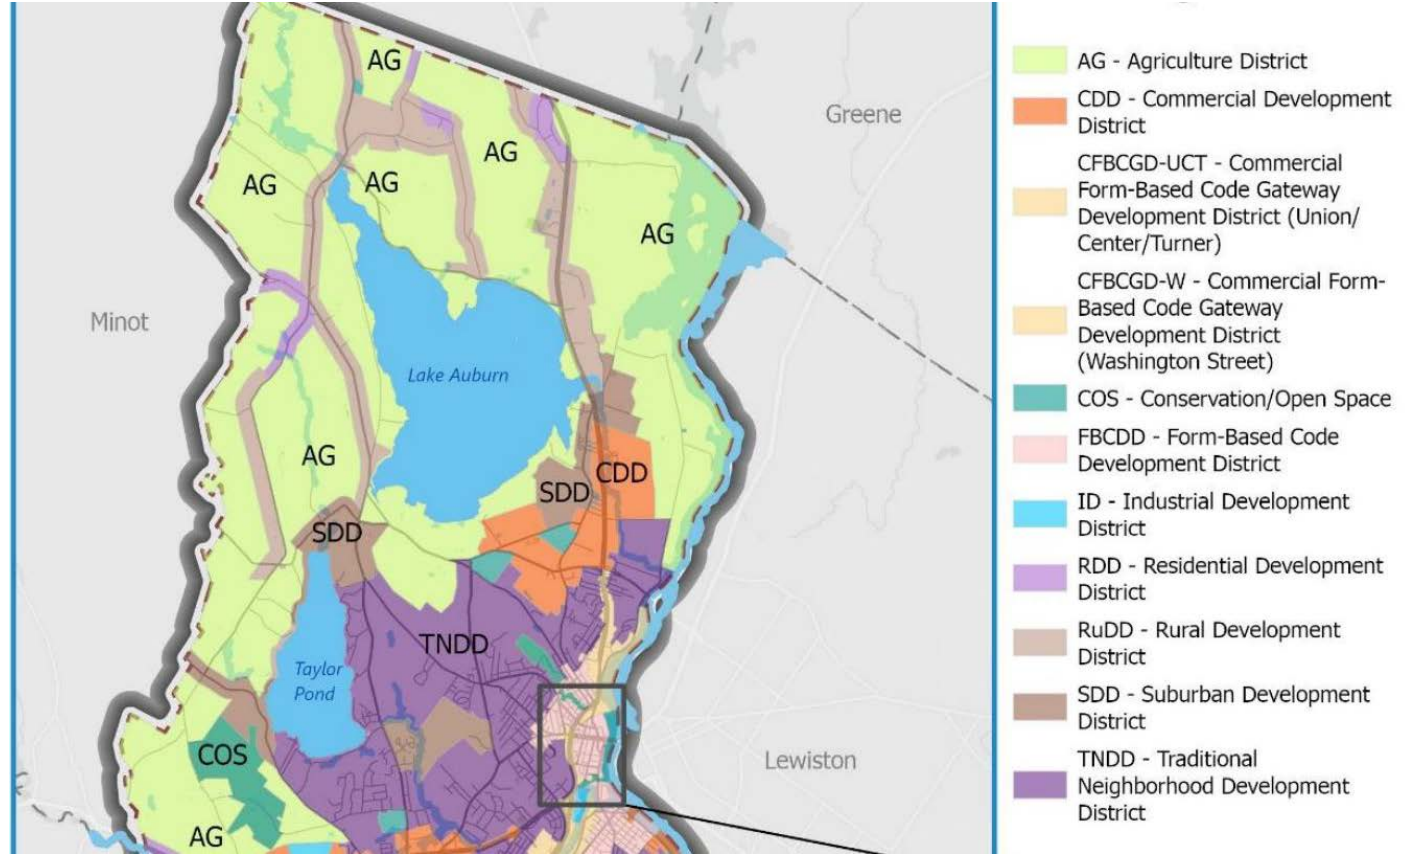 AG
AG
Greene
AG
AG
AG
Minot
Lake Auburn
AG
CDD
SDD
SDD
TNDD
Taylor
Pond
COS
Lewiston
AG
AG - Agriculture District
CDD - Commercial Development
District
CFBCGD-UCT - Commercial
Form-Based Code Gateway
Development District (Union/
Center/Turner)
CFBCGD-W - Commercial Form-
Based Code Gateway
Development District
(Washington Street)
COS - Conservation/Open Space
FBCDD - Form-Based Code
Development District
ID - Industrial Development
District
RDD - Residential Development
District
RuDD - Rural Development
District
SDD - Suburban Development
District
TNDD - Traditional
Neighborhood Development
District